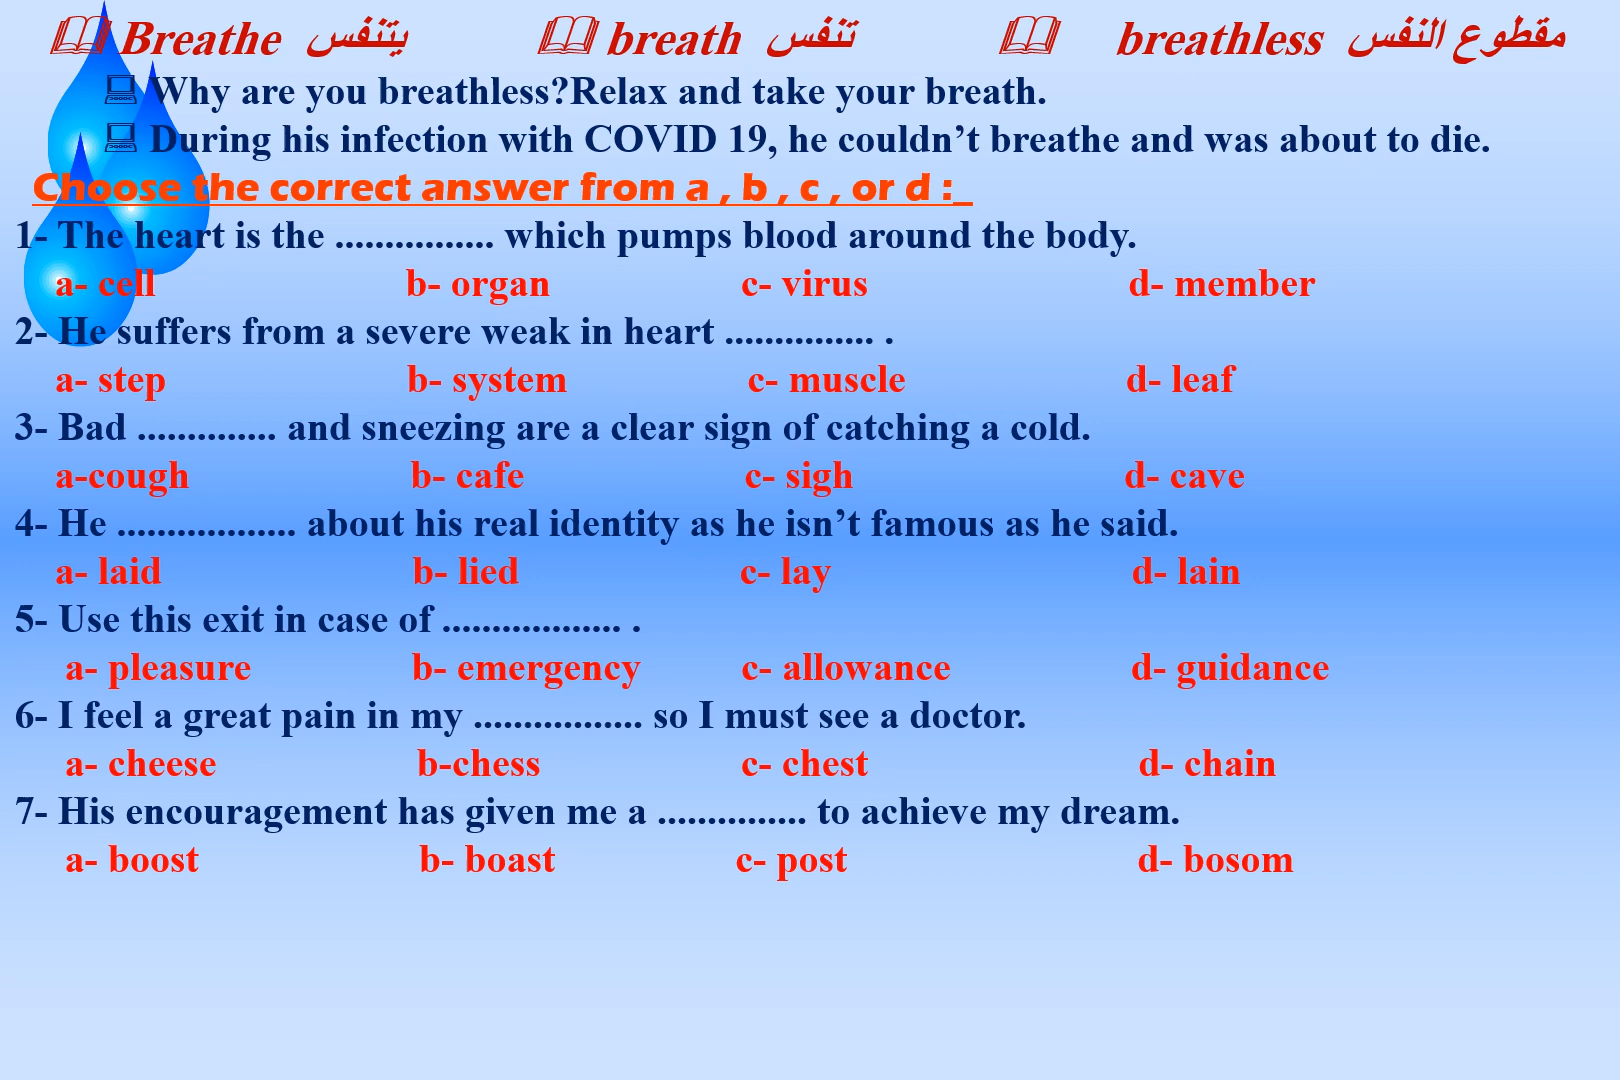 Breathe يتنفس breath تنفس breathless مقطوع النفس
Why are you breathless?Relax and take your breath.
During his infection with COVID 19, he couldn’t breathe and was about to die.
Choose the correct answer from a , b , c , or d :_
1- The heart is the ................ which pumps blood around the body.
a- cell b- organ c- virus d- member
2- He suffers from a severe weak in heart ............... .
a- step b- system c- muscle d- leaf
3- Bad .............. and sneezing are a clear sign of catching a cold.
a-cough b- cafe c- sigh d- cave
4- He .................. about his real identity as he isn’t famous as he said.
a- laid b- lied c- lay d- lain
5- Use this exit in case of .................. .
a- pleasure b- emergency c- allowance d- guidance
6- I feel a great pain in my ................. so I must see a doctor.
a- cheese b-chess c- chest d- chain
7- His encouragement has given me a ............... to achieve my dream.
a- boost b- boast c- post d- bosom